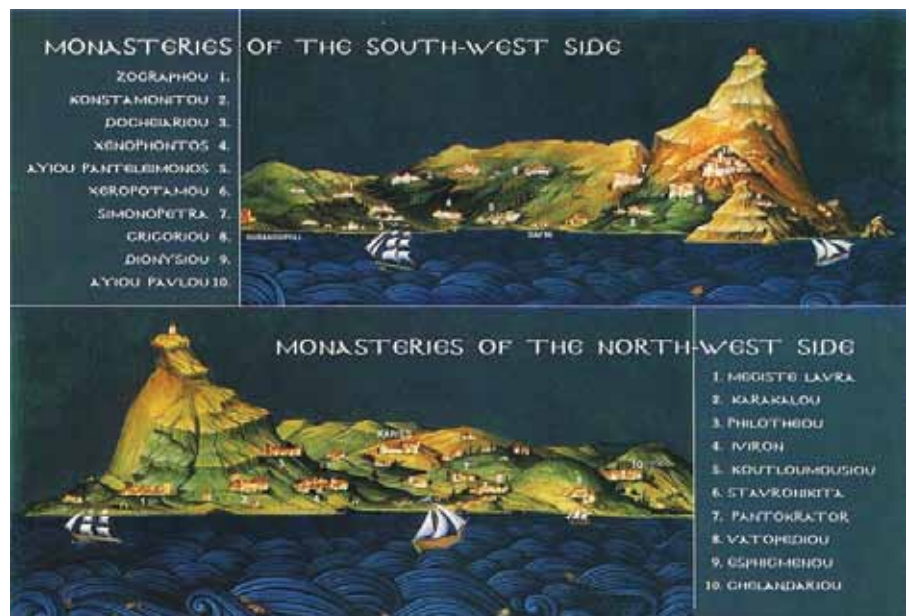 MONASTERIES OF THE SOUTH-WEST SIDE
ZOGRAPHOU 1.
KONSTAMONITOU 2.
DOCHEIARIOU 3.
XENOPHONTOS 4.
AYIOU PANTELEIMONOS 5.
XEROPOTAMOU 6.
SIMONOPETRA 7.
GRIGORIOU 8.
DIONYSIOU 9.
AYIOU PAVLOU 10.
DAFNI
MONASTERIES OF THE NORTH-WEST SIDE
1. MEGISTE LAVRA
2. KARAKALOU
3. PHILOTHEOU
4. IVIRON
5. KOUTLOUMOUSIOU
6. STAVRONIKITA
7. PANTOKRATOR
8. VATOPEDIOU
9. ESPHIGMENOU
10. CHELANDARIOU